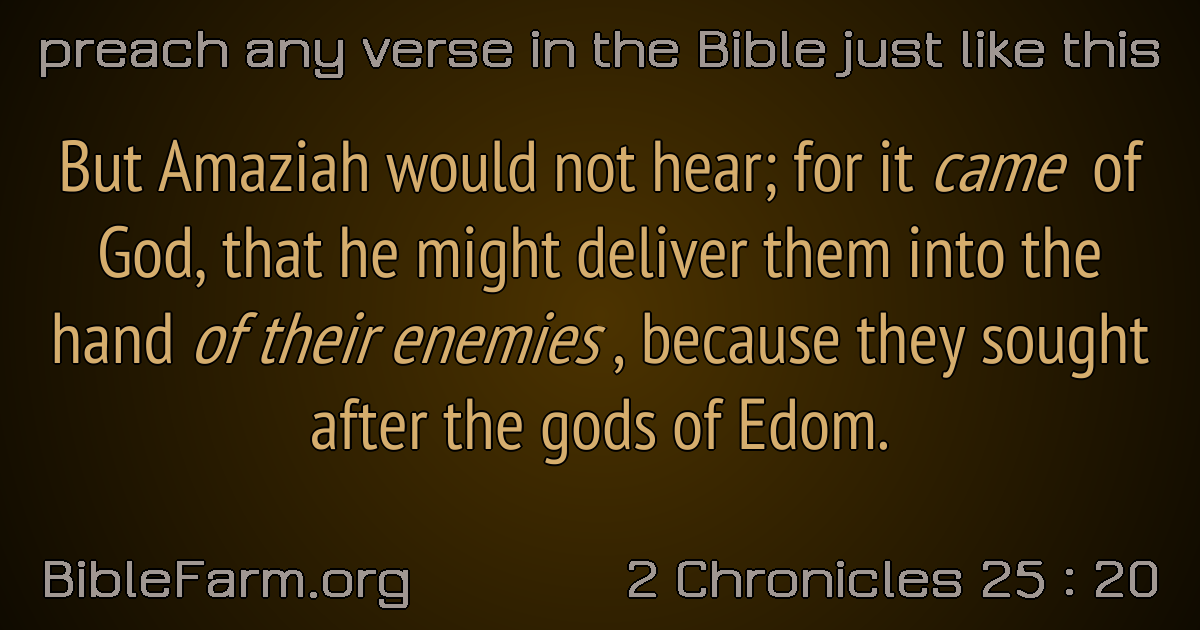 preach any verse in the Bible just like this
But Amaziah would not hear; for it came of
God, that he might deliver them into the
hand of their enemies , because they sought
after the gods of Edom.
BibleFarm.org
2 Chronicles 25 : 20